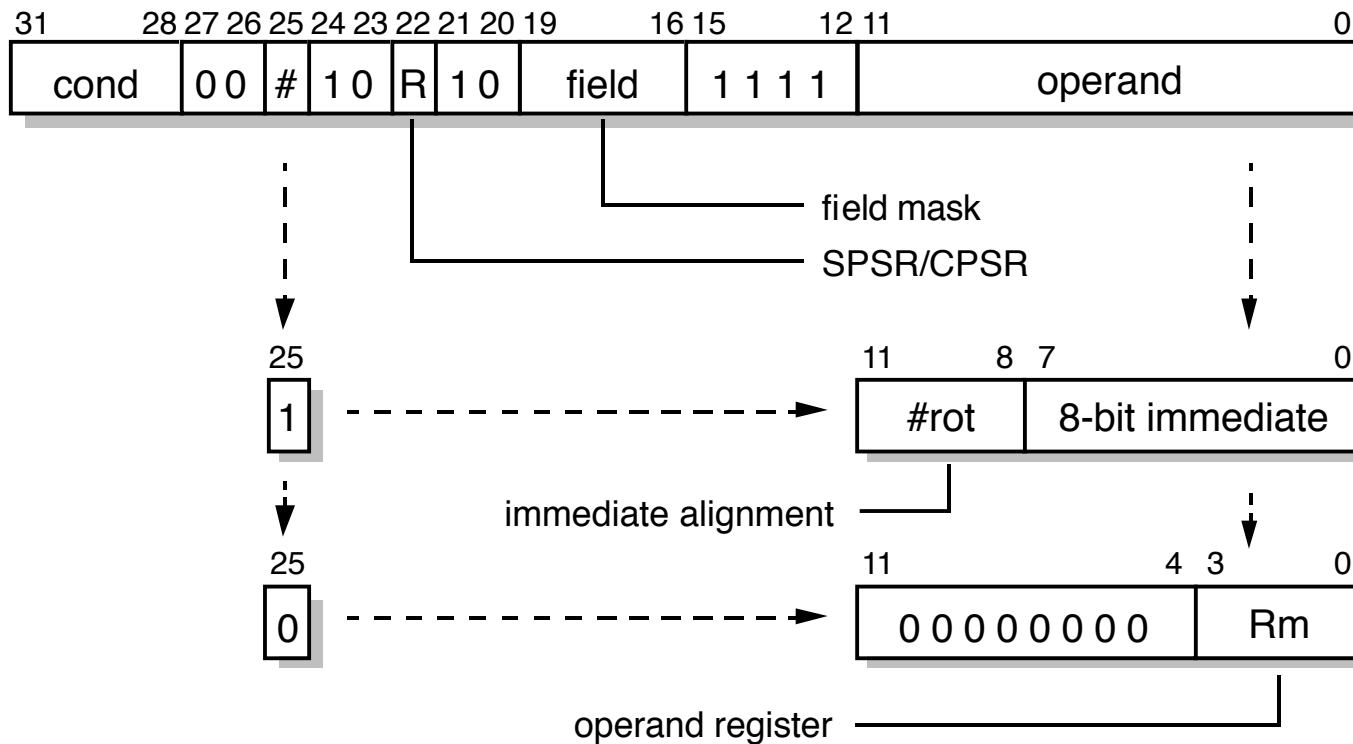 31 28 27 26 25 24 23 22 21 20 19 16 15 12 11 0
cond 0 0 # 1 0 R 1 0 field 1 1 1 1 operand
field mask
SPSR/CPSR
25 11 8 7 0
1 #rot 8-bit immediate
immediate alignment
25 11 4 3 0
0 0 0 0 0 0 0 0 0 Rm
operand register